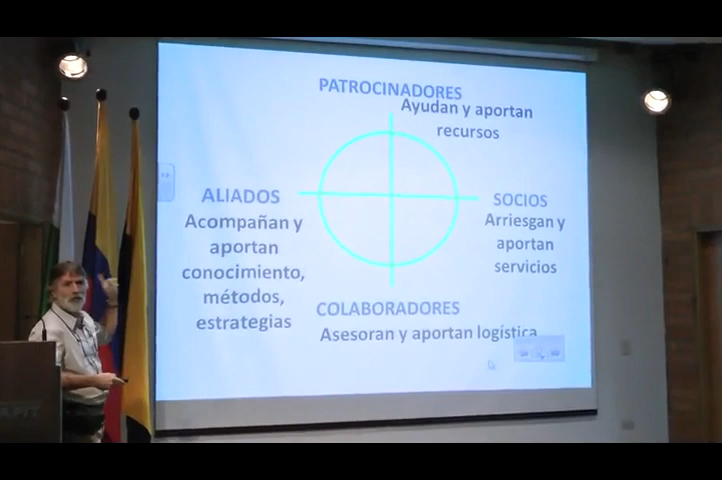 PATROCINADORES
Ayudan y aportan
recursos
ALIADOS
Acompañan y
aportan
conocimiento,
métodos,
estrategias
SOCIOS
Arriesgan y
aportan
servicios
COLABORADORES
Asesoran y aportan logística